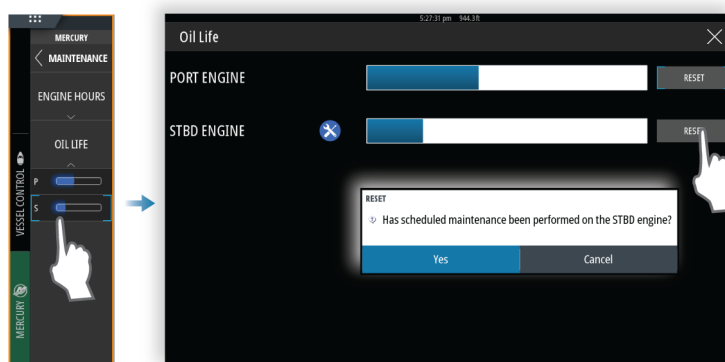 MERCURY
MAINTENANCE
ENGINE HOURS
OIL LIFE
P
S
VESSEL CONTROL
MERCURY
5:27:31 pm 944.3ft
Oil Life
PORT ENGINE
RESET
STBD ENGINE
RESET
RESET
Has scheduled maintenance been performed on the STBD engine?
Yes
Cancel